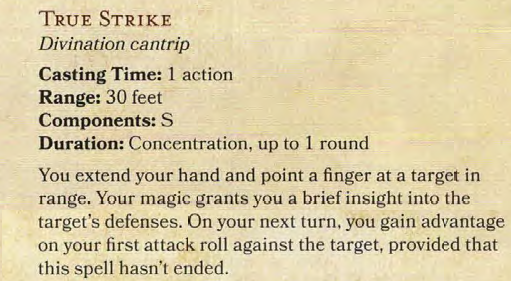 TRUE STRIKE
Divination cantrip
Casting Time: 1 action
Range: 30 feet
Components: S
Duration: Concentration, up to 1 round
You extend your hand and point a finger at a target in
range. Your magic grants you a brief insight into the
target's defenses. On your next turn, you gain advantage
on your first attack roll against the target, provided that
this spell hasn't ended.